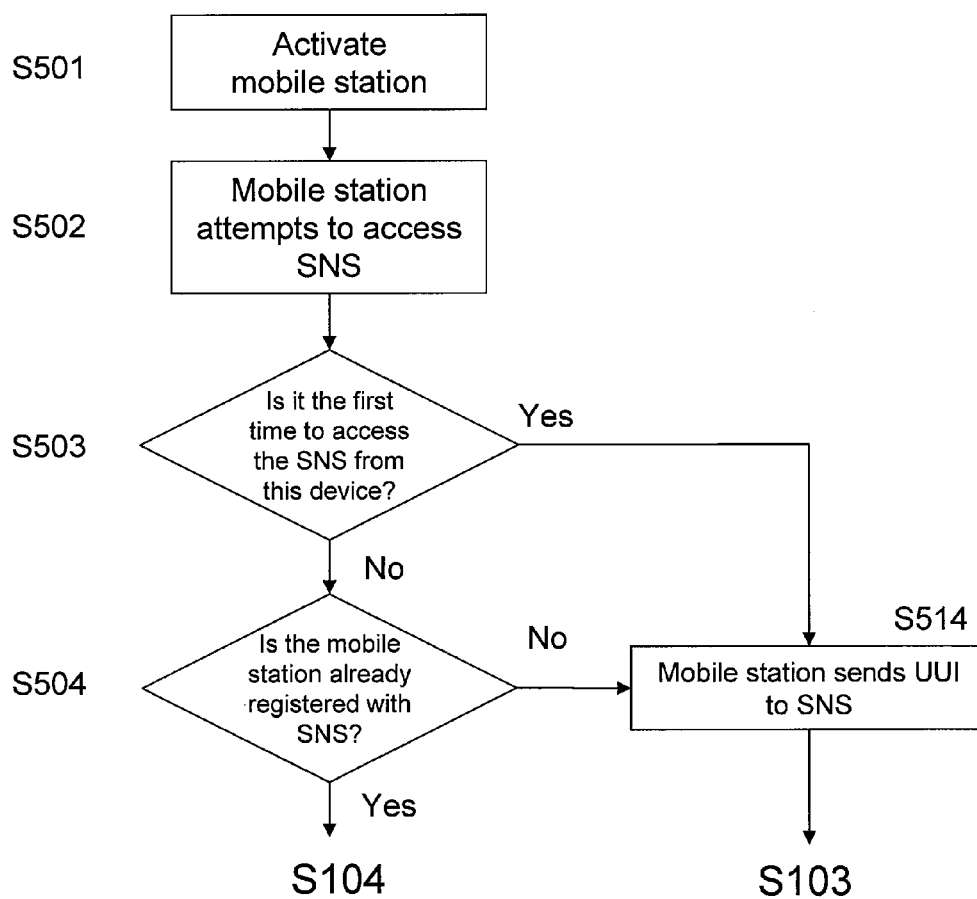 S501
Activate
mobile station
S502
Mobile station
attempts to access
SNS
S503
Is it the first
time to access
the SNS from
this device?
Yes
No
S504
Is the mobile
station already
registered with
SNS?
No
S514
Mobile station sends UUI
to SNS
Yes
S104
S103